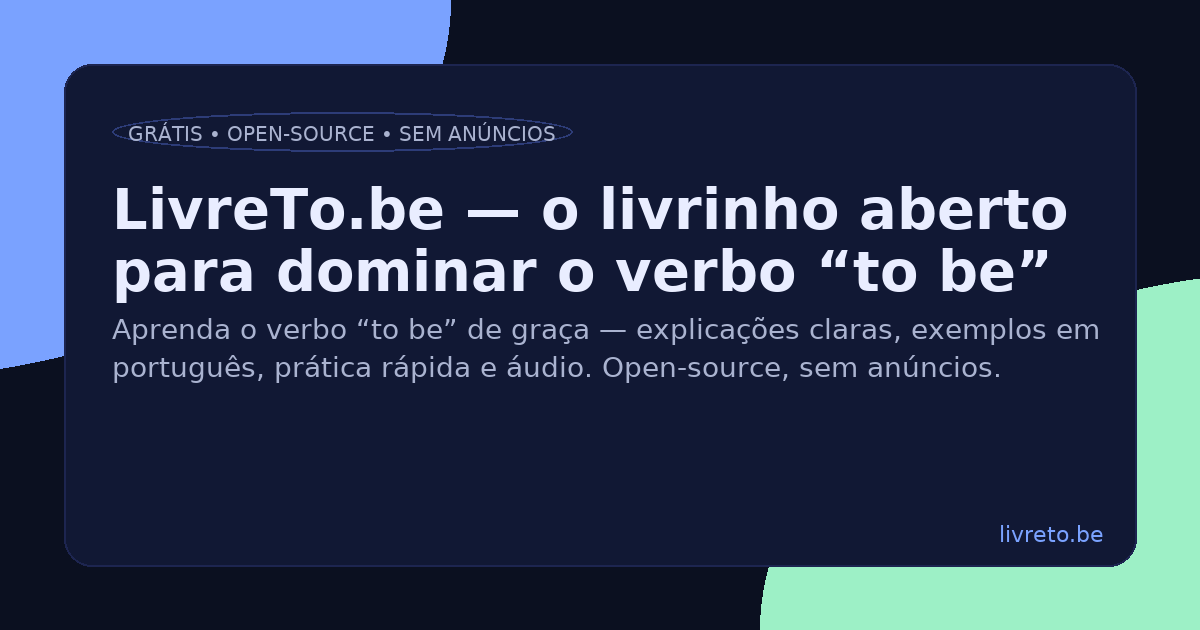 GRÁTIS • OPEN-SOURCE • SEM ANÚNCIOS
LivreTo.be — o livrinho aberto
para dominar o verbo “to be”
Aprenda o verbo “to be” de graça — explicações claras, exemplos em
português, prática rápida e áudio. Open-source, sem anúncios.
livreto.be